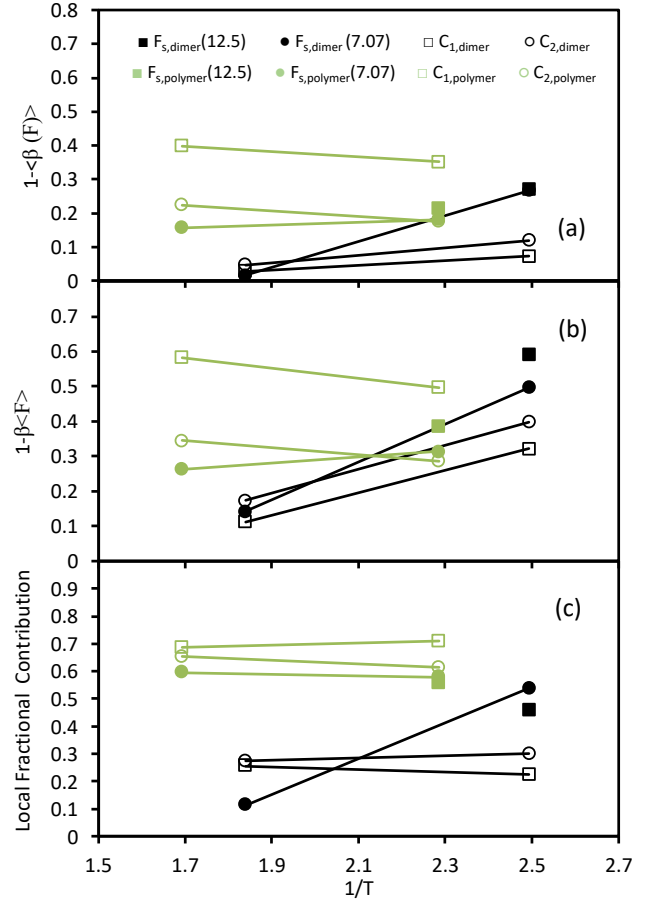 0.8
0.7
0.6
0.5
0.4
0.3
0.2
0.1
0
1-<β (F)>
■ F_s,dimer(12.5) ● F_s,dimer(7.07) □ C_1,dimer ○ C_2,dimer
■ F_s,polymer(12.5) ● F_s,polymer(7.07) □ C_1,polymer ○ C_2,polymer
(a)
0.7
0.6
0.5
0.4
0.3
0.2
0.1
0
1-β<F>
(b)
0.9
0.8
0.7
0.6
0.5
0.4
0.3
0.2
0.1
0
Local Fractional Contribution
(c)
1.5 1.7 1.9 2.1 2.3 2.5 2.7
1/T